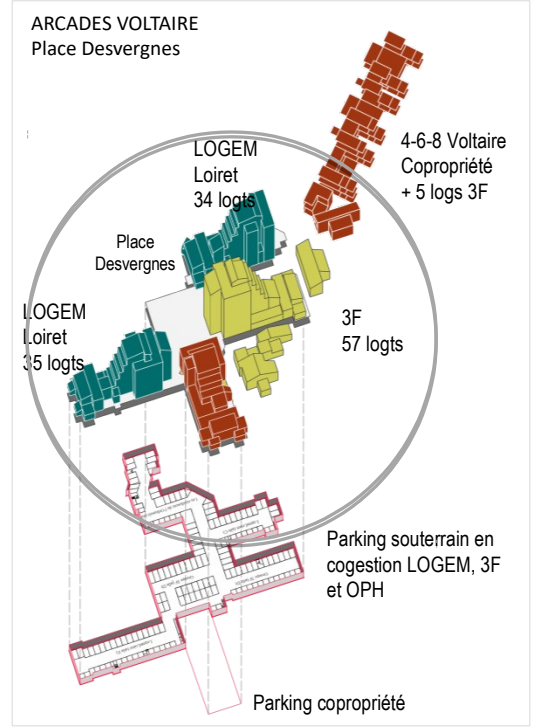 ARCADES VOLTAIRE
Place Desvergnes
4-6-8 Voltaire
Copropriété
+ 5 logs 3F
LOGEM
Loiret
34 logts
Place
Desvergnes
LOGEM
Loiret
35 logts
3F
57 logts
Parking souterrain en
cogestion LOGEM, 3F
et OPH
Parking copropriété